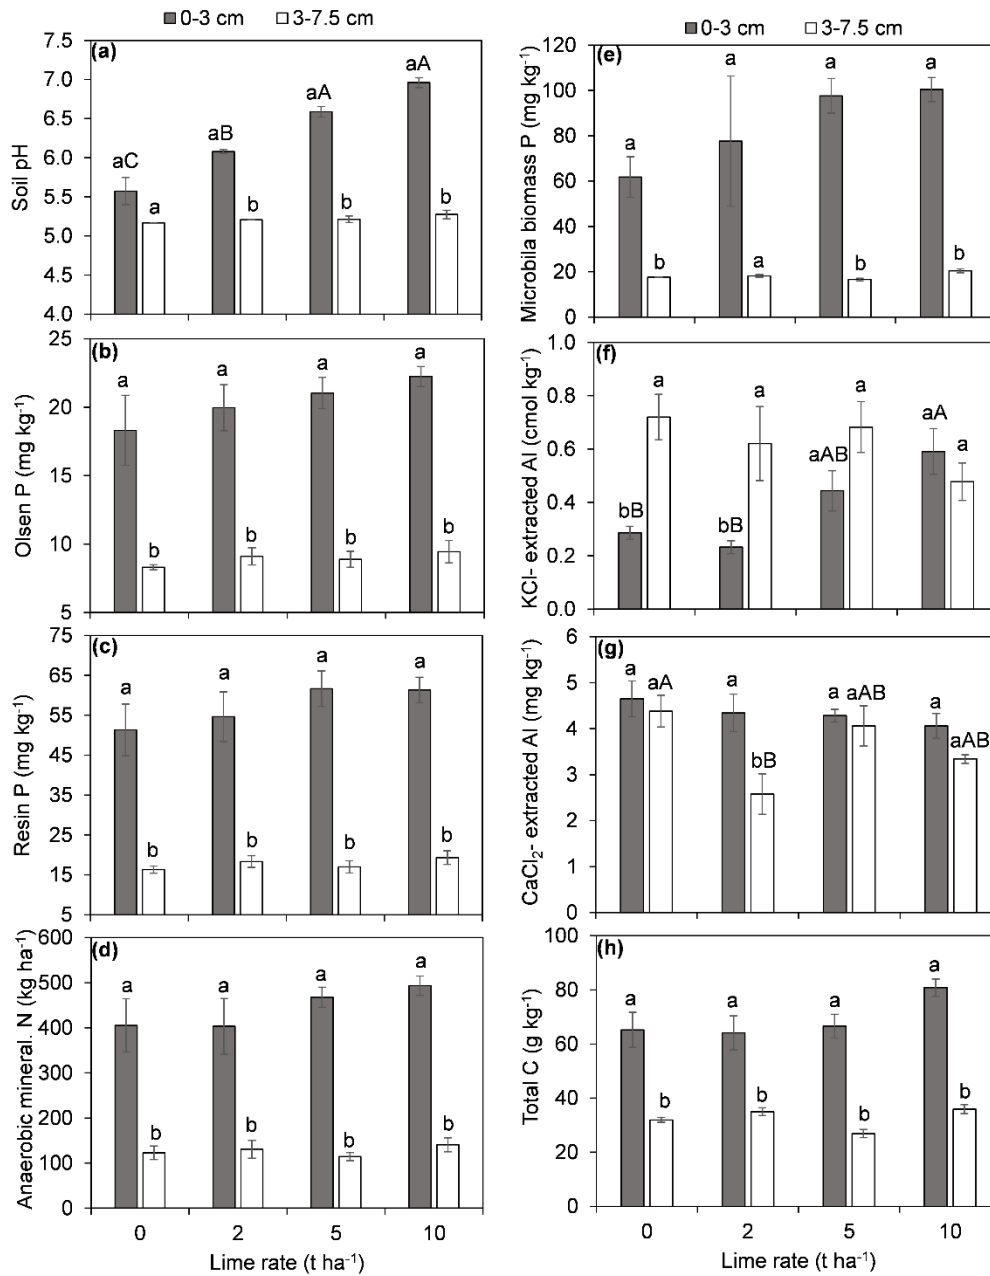 0-3 cm 3-7.5 cm
(a)
Soil pH
7.5
7.0
6.5
6.0
5.5
5.0
4.5
4.0
aC a aB b aA b aA b
(b)
Olsen P (mg kg⁻¹)
25
20
15
10
5
a b a b a b a b
(c)
Resin P (mg kg⁻¹)
75
65
55
45
35
25
15
5
a b a b a b a b
(d)
Anaerobic mineral. N (kg ha⁻¹)
600
500
400
300
200
100
0
a b a b a b a b
0 2 5 10
Lime rate (t ha⁻¹)
0-3 cm 3-7.5 cm
(e)
Microbila biomass P (mg kg⁻¹)
120
100
80
60
40
20
0
a b a a a b a b
(f)
KCl- extracted Al (cmol kg⁻¹)
1.0
0.8
0.6
0.4
0.2
0.0
bB a bB a aAB a aA a
(g)
CaCl₂- extracted Al (mg kg⁻¹)
6
5
4
3
2
1
0
a aA a bB a aAB a aAB
(h)
Total C (g kg⁻¹)
100
80
60
40
20
0
a b a b a b a b
0 2 5 10
Lime rate (t ha⁻¹)